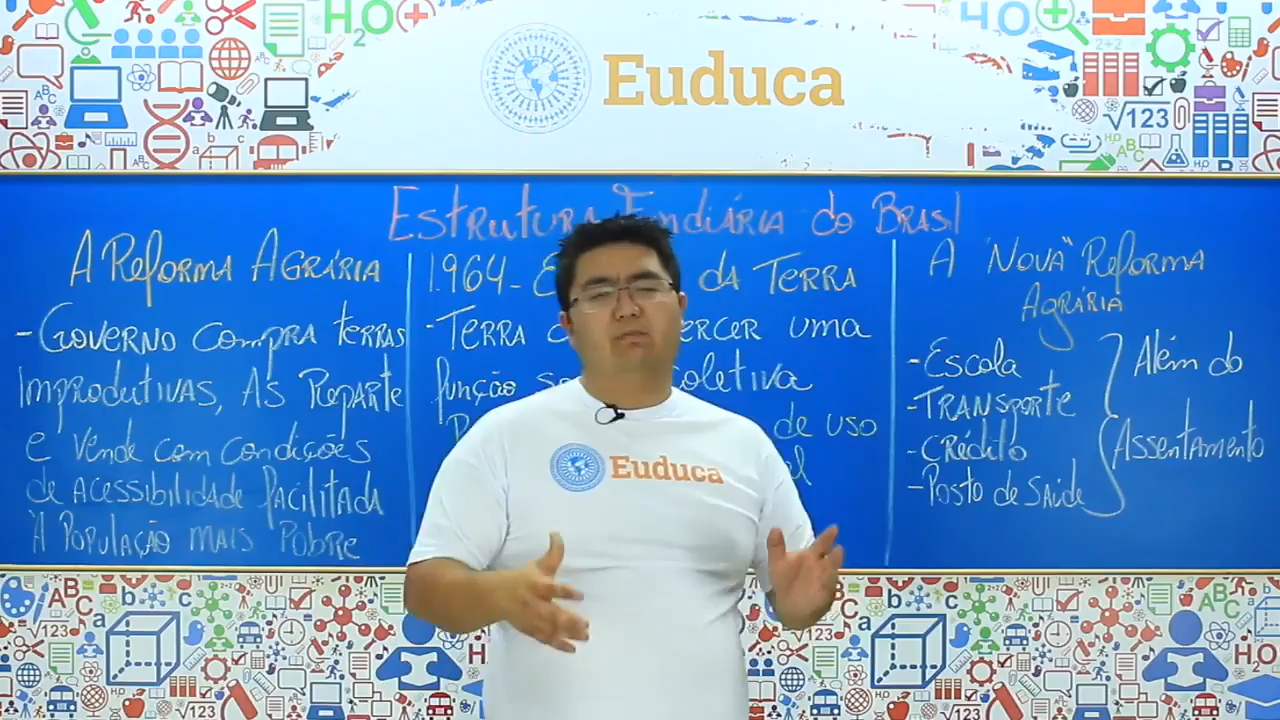 Euduca
Estrutura Fundiária do Brasil
A Reforma Agrária
- Governo compra terras
Improdutivas, As Reparte
e vende com condições
de acessibilidade facilitada
À População mais Pobre
1.964- da Terra
- Terra ercer uma
função coletiva
de uso
A "Nova" Reforma
Agrária
- Escola
- Transporte
- Crédito
- Posto de Saúde
Além do
Assentamento
Euduca